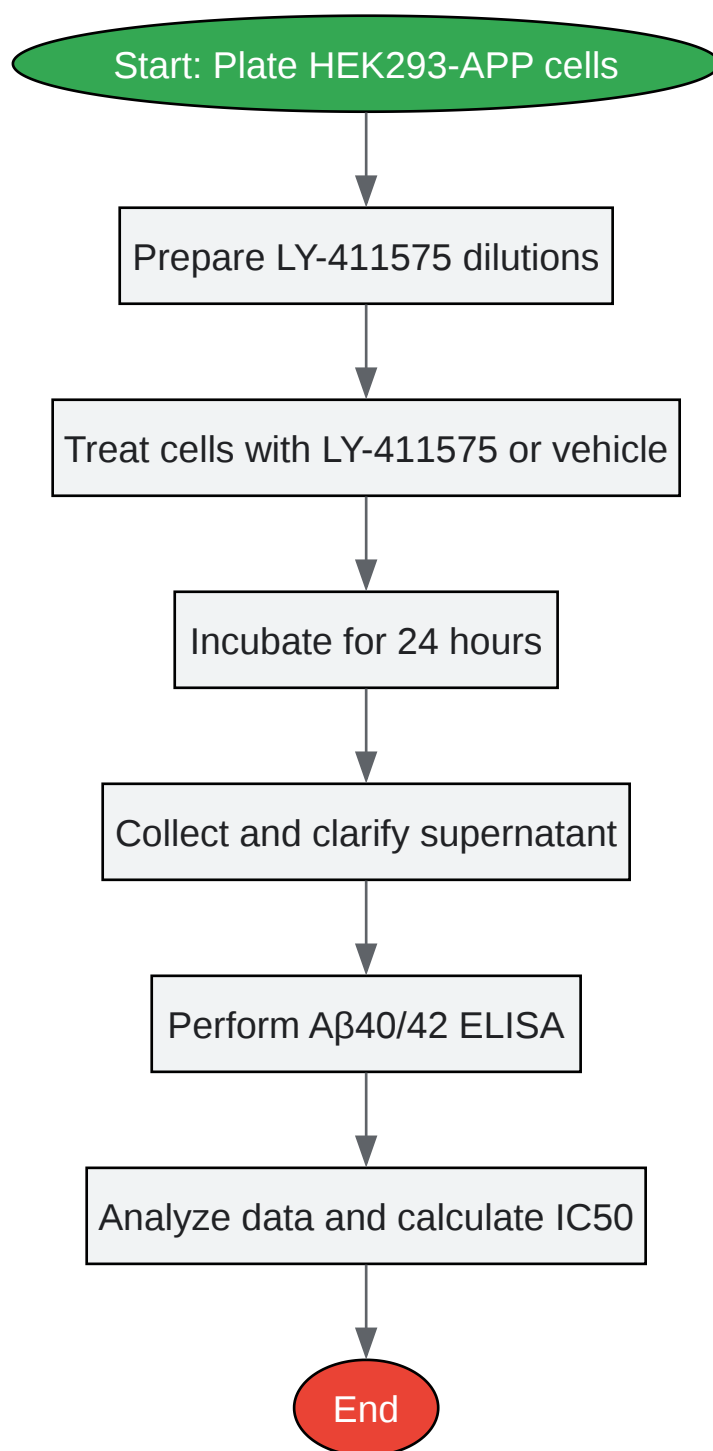 Start: Plate HEK293-APP cells
Prepare LY-411575 dilutions
Treat cells with LY-411575 or vehicle
Incubate for 24 hours
Collect and clarify supernatant
Perform Aβ40/42 ELISA
Analyze data and calculate IC50
End